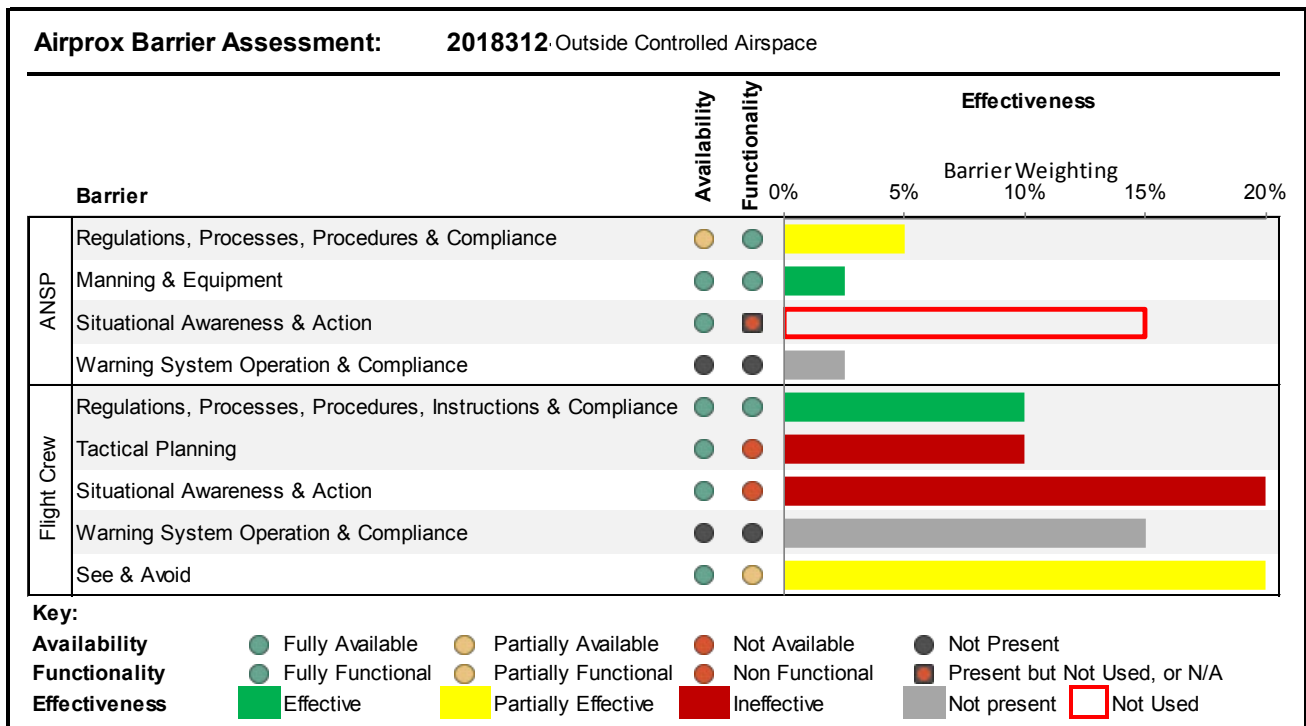 Airprox Barrier Assessment: 2018312 Outside Controlled Airspace
Availability
Functionality
Effectiveness
Barrier Weighting
Barrier
0% 5% 10% 15% 20%
ANSP
Regulations, Processes, Procedures & Compliance
Manning & Equipment
Situational Awareness & Action
Warning System Operation & Compliance
Flight Crew
Regulations, Processes, Procedures, Instructions & Compliance
Tactical Planning
Situational Awareness & Action
Warning System Operation & Compliance
See & Avoid
Key:
Availability Fully Available Partially Available Not Available Not Present
Functionality Fully Functional Partially Functional Non Functional Present but Not Used, or N/A
Effectiveness Effective Partially Effective Ineffective Not present Not Used